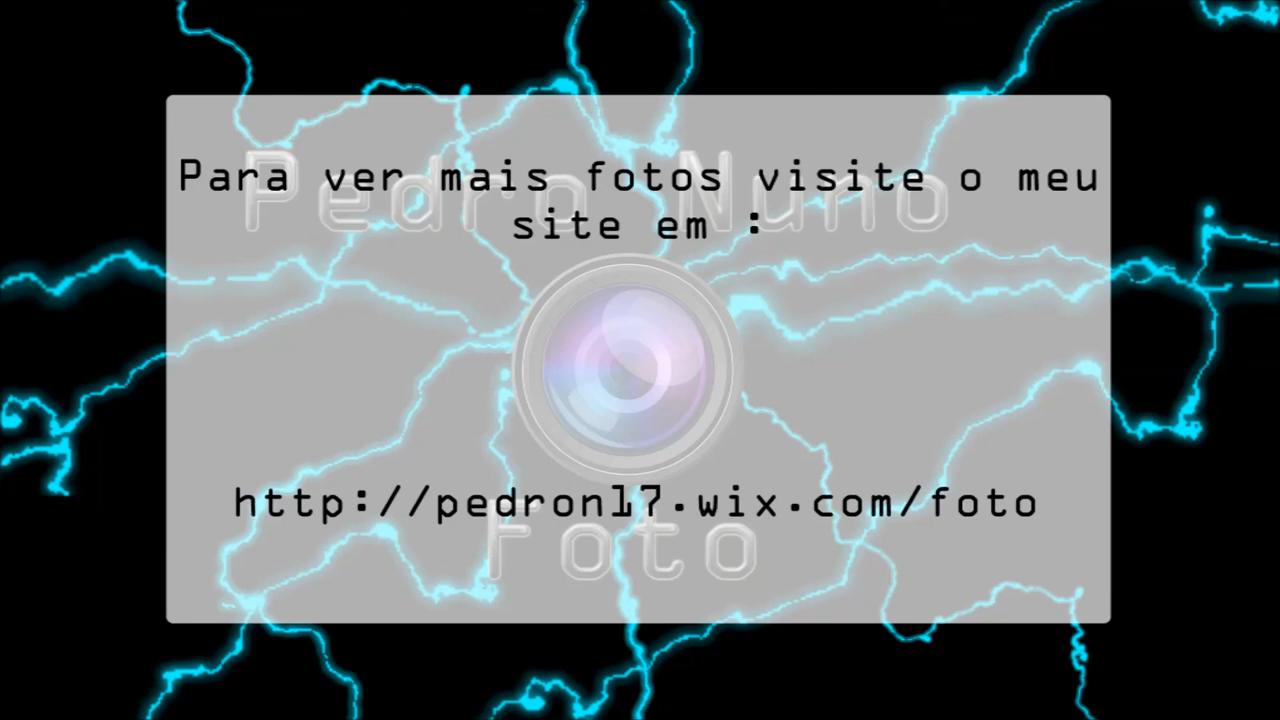 Pedro Nuno
Para ver mais fotos visite o meu
site em :
http://pedron17.wix.com/foto
Foto